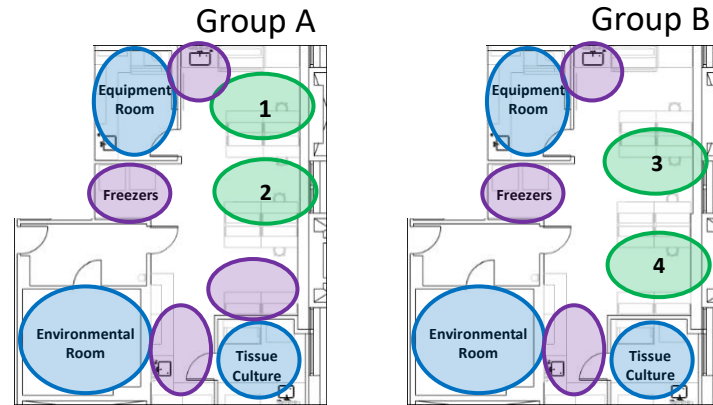 Group A
Group B
Equipment
Room
1
Freezers
2
Environmental
Room
Tissue
Culture
Equipment
Room
3
Freezers
4
Environmental
Room
Tissue
Culture